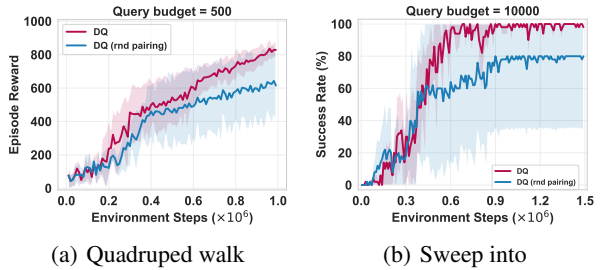 Query budget = 500
Episode Reward
1000
800
600
400
200
0
DQ
DQ (rnd pairing)
0.0 0.2 0.4 0.6 0.8 1.0
Environment Steps (×10⁶)
(a) Quadruped walk
Query budget = 10000
Success Rate (%)
100
80
60
40
20
0
DQ
DQ (rnd pairing)
0.0 0.3 0.6 0.9 1.2 1.5
Environment Steps (×10⁶)
(b) Sweep into